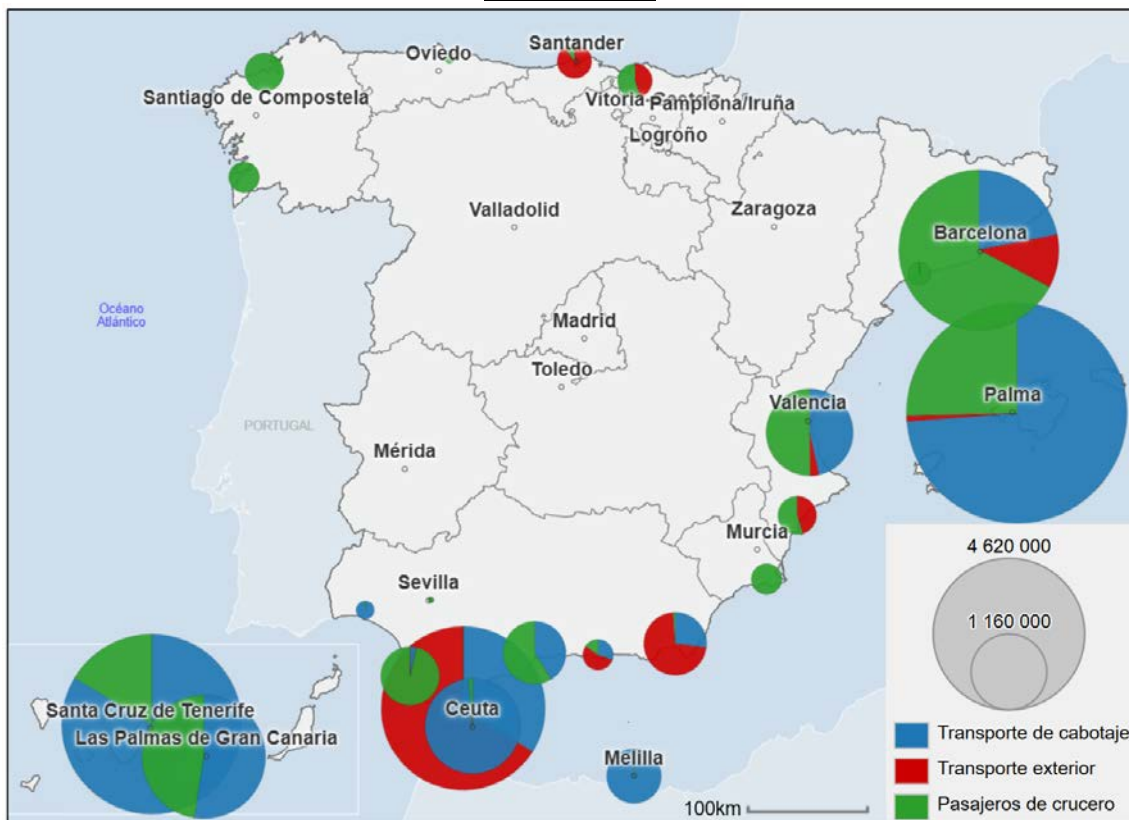 Santander
Oviedo
Santiago de Compostela
Vitoria-
Pamplona/Iruña
Logroño
Valladolid
Zaragoza
Barcelona
Océano
Atlántico
Madrid
Toledo
Palma
Valencia
PORTUGAL
Mérida
Murcia
Sevilla
4 620 000
1 160 000
Santa Cruz de Tenerife
Las Palmas de Gran Canaria
Ceuta
Melilla
100km
Transporte de cabotaje
Transporte exterior
Pasajeros de crucero